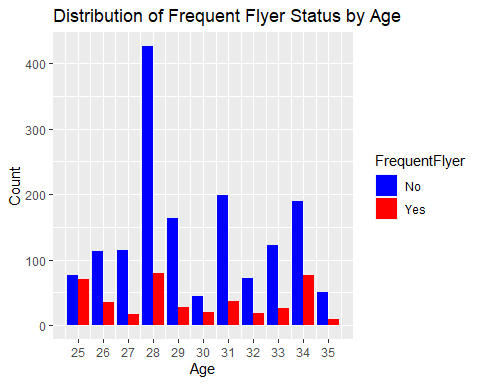 Distribution of Frequent Flyer Status by Age
Count
400
300
200
100
0
25 26 27 28 29 30 31 32 33 34 35
Age
FrequentFlyer
No
Yes